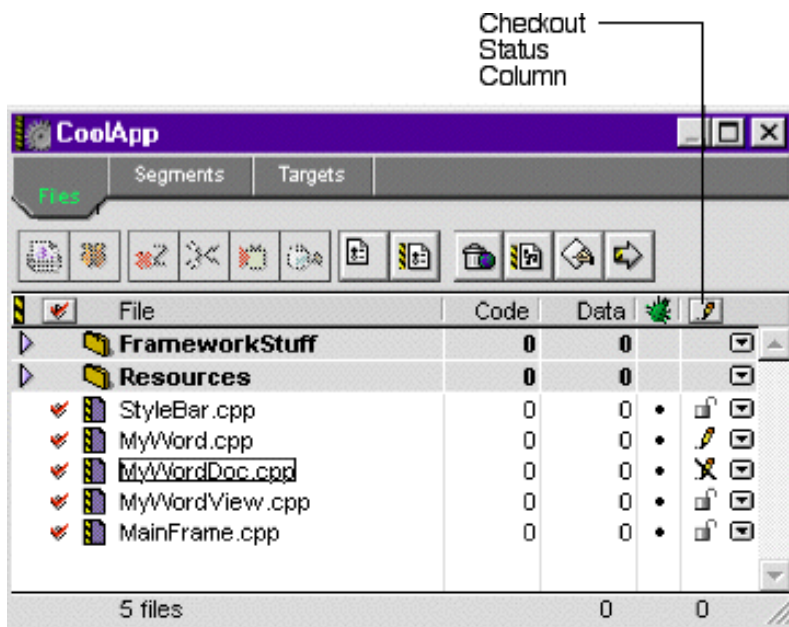 Checkout
Status
Column
CoolApp
Files Segments Targets
File Code Data
FrameworkStuff 0 0
Resources 0 0
StyleBar.cpp 0 0
MyWord.cpp 0 0
MyWordDoc.cpp 0 0
MyWordView.cpp 0 0
MainFrame.cpp 0 0
5 files 0 0